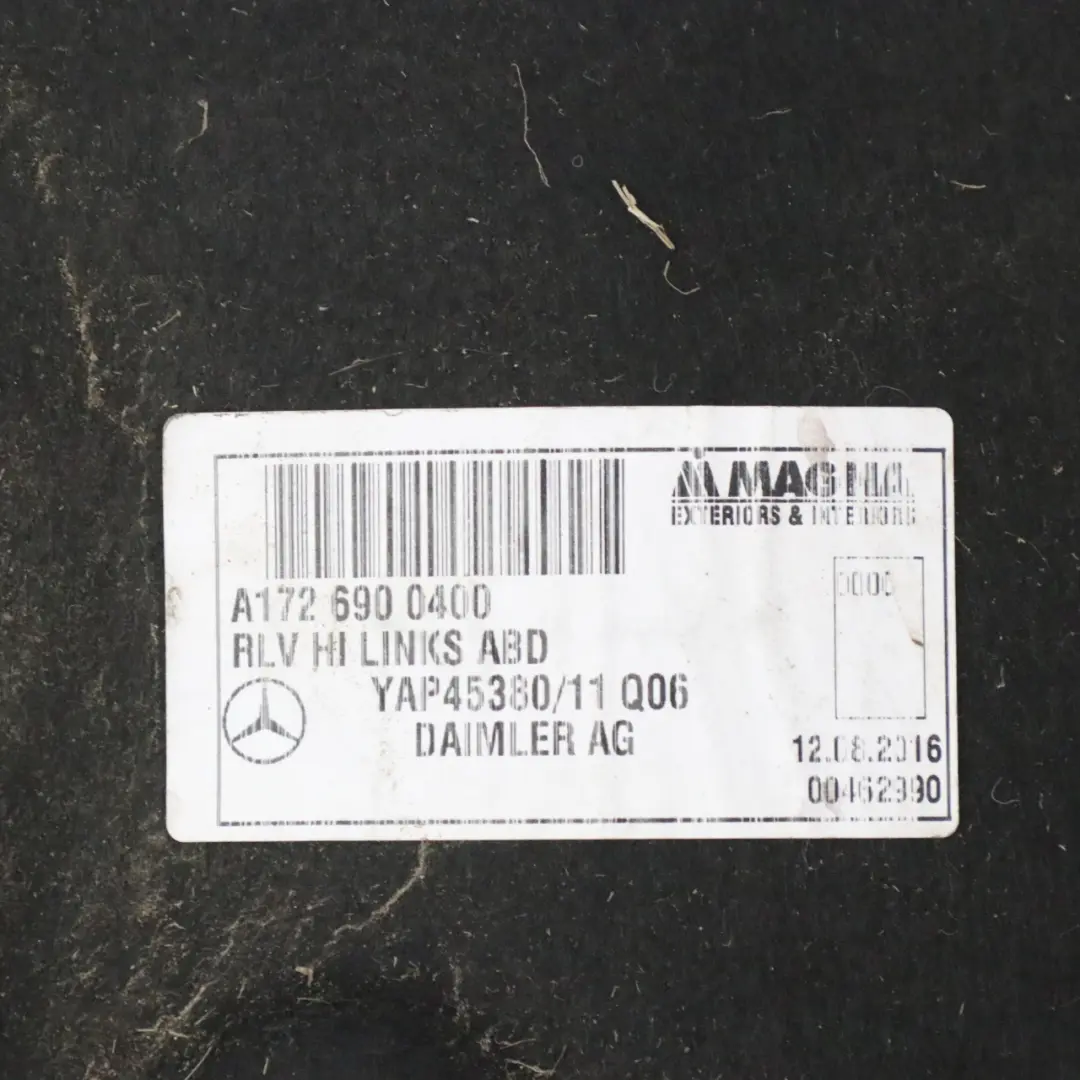 MAGNA
EXTERIORS & INTERIORS
A172 690 0400
0000
RLV HI LINKS ABD
YAP45380/11 Q06
DAIMLER AG
12.08.2016
00462990